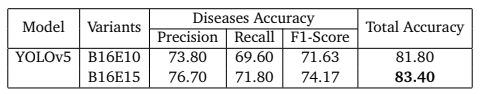 Model Variants Diseases Accuracy Total Accuracy
Precision Recall F1-Score
YOLOv5 B16E10 73.80 69.60 71.63 81.80
B16E15 76.70 71.80 74.17 83.40